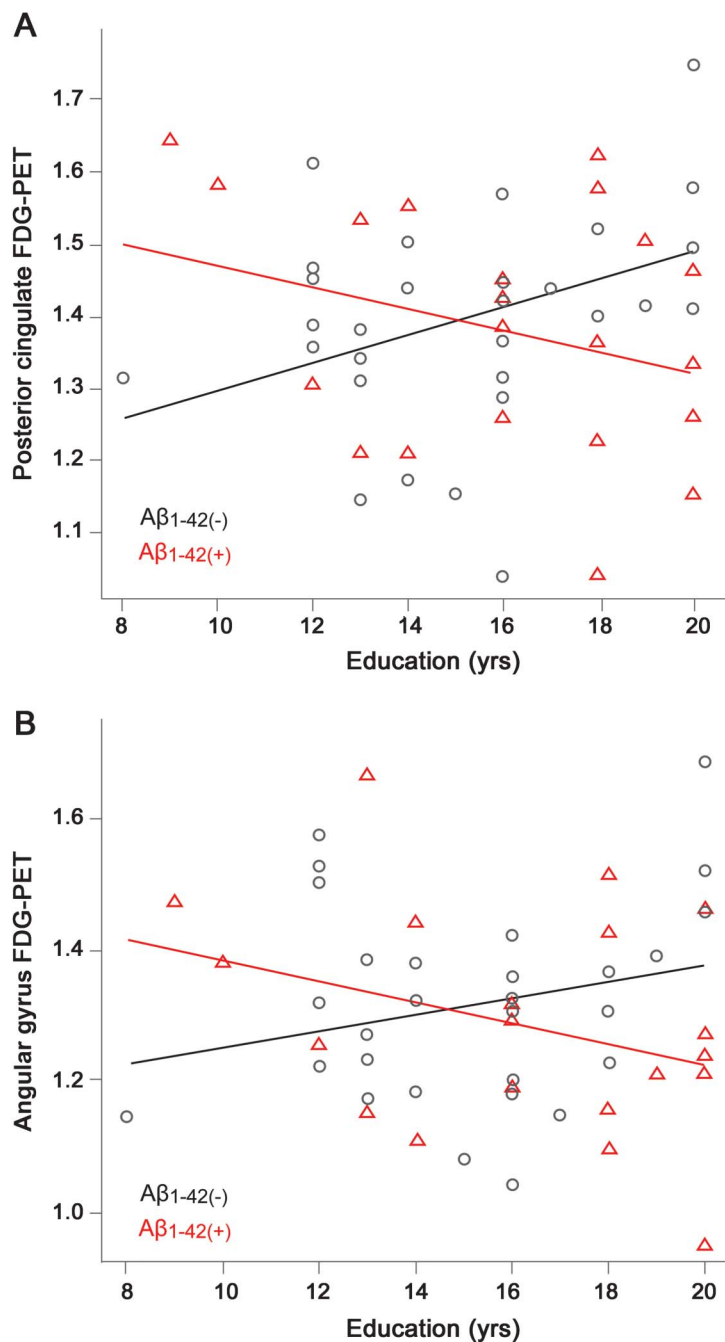 A
Posterior cingulate FDG-PET
1.7
1.6
1.5
1.4
1.3
1.2
1.1
Aβ1-42(-)
Aβ1-42(+)
8 10 12 14 16 18 20
Education (yrs)
B
Angular gyrus FDG-PET
1.6
1.4
1.2
1.0
Aβ1-42(-)
Aβ1-42(+)
8 10 12 14 16 18 20
Education (yrs)